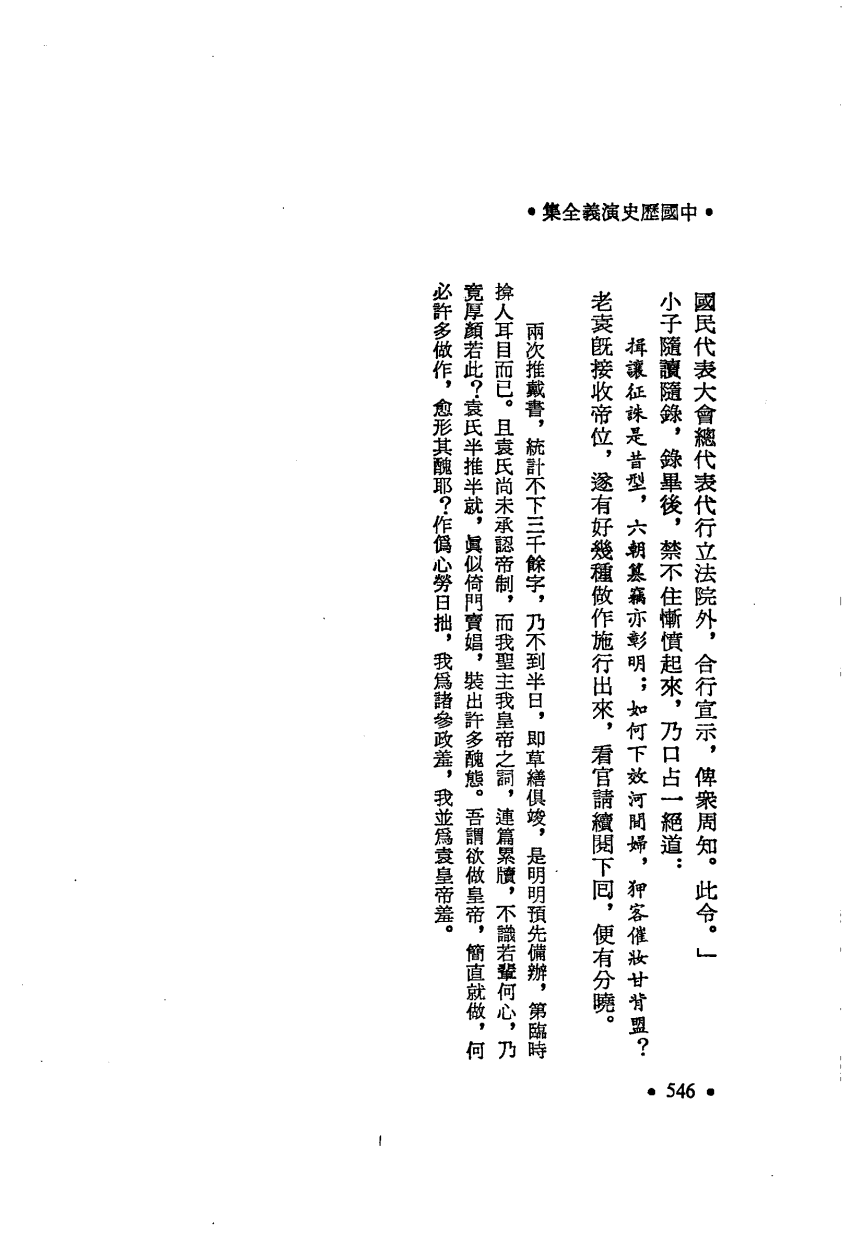 •中國歷史演義全集•
國民代表大會總代表代行立法院外，合行宣示，俾衆周知。此令。」
小子隨讀隨錄，錄畢後，禁不住慚憤起來，乃口占一絕道：
揖讓征誅是昔型，六朝篡竊亦彰明；如何下效河間婦，狎客催妝甘背盟？
老袁旣接收帝位，遂有好幾種做作施行出來，看官請續閱下回，便有分曉。
兩次推戴書，統計不下三千餘字，乃不到半日，即草繕俱竣，是明明預先備辦，第臨時
揜人耳目而已。且袁氏尚未承認帝制，而我聖主我皇帝之詞，連篇累牘，不識若輩何心，乃
竟厚顏若此？袁氏半推半就，眞似倚門賣娼，裝出許多醜態。吾謂欲做皇帝，簡直就做，何
必許多做作，愈形其醜耶？作僞心勞日拙，我爲諸參政羞，我並爲袁皇帝羞。
• 546 •